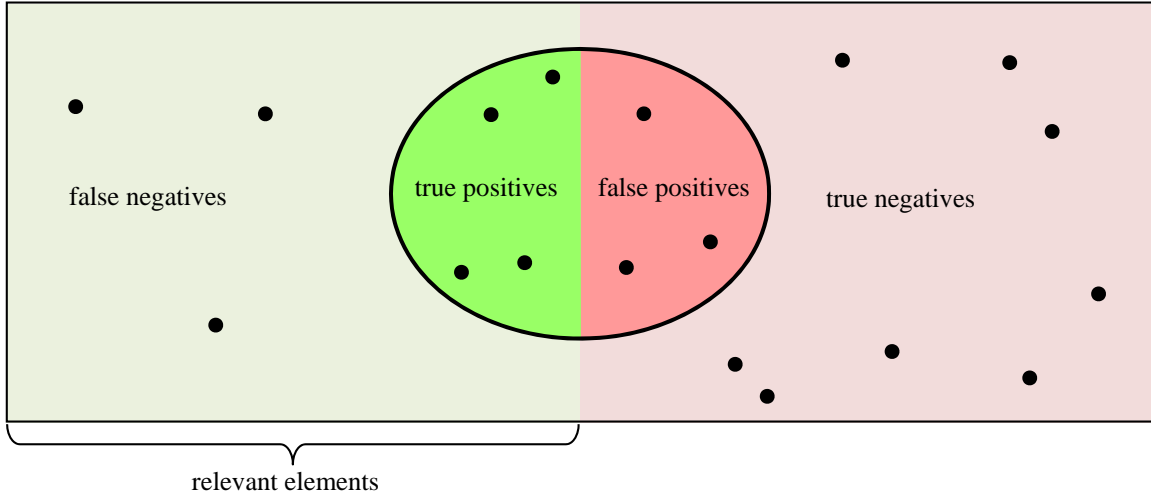 false negatives
true positives
false positives
true negatives
relevant elements